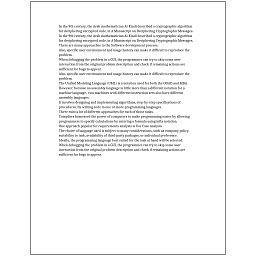 In the 9th century, the Arab mathematician Al-Kindi described a cryptographic algorithm
for deciphering encrypted code, in A Manuscript on Deciphering Cryptographic Messages.
In the 9th century, the Arab mathematician Al-Kindi described a cryptographic algorithm
for deciphering encrypted code, in A Manuscript on Deciphering Cryptographic Messages.
There are many approaches to the Software development process.
Also, specific user environment and usage history can make it difficult to reproduce the
problem.
When debugging the problem in a GUI, the programmer can try to skip some user
interaction from the original problem description and check if remaining actions are
sufficient for bugs to appear.
Also, specific user environment and usage history can make it difficult to reproduce the
problem.
The Unified Modeling Language (UML) is a notation used for both the OOAD and MDA.
However, because an assembly language is little more than a different notation for a
machine language, two machines with different instruction sets also have different
assembly languages.
It involves designing and implementing algorithms, step-by-step specifications of
procedures, by writing code in one or more programming languages.
There exist a lot of different approaches for each of those tasks.
Compilers harnessed the power of computers to make programming easier by allowing
programmers to specify calculations by entering a formula using infix notation.
One approach popular for requirements analysis is Use Case analysis.
The choice of language used is subject to many considerations, such as company policy,
suitability to task, availability of third-party packages, or individual preference.
Ideally, the programming language best suited for the task at hand will be selected.
When debugging the problem in a GUI, the programmer can try to skip some user
interaction from the original problem description and check if remaining actions are
sufficient for bugs to appear.